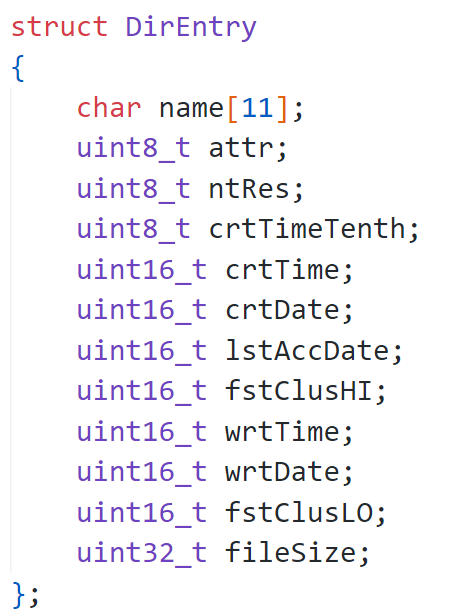 struct DirEntry
{
    char name[11];
    uint8_t attr;
    uint8_t ntRes;
    uint8_t crtTimeTenth;
    uint16_t crtTime;
    uint16_t crtDate;
    uint16_t lstAccDate;
    uint16_t fstClusHI;
    uint16_t wrtTime;
    uint16_t wrtDate;
    uint16_t fstClusLO;
    uint32_t fileSize;
};